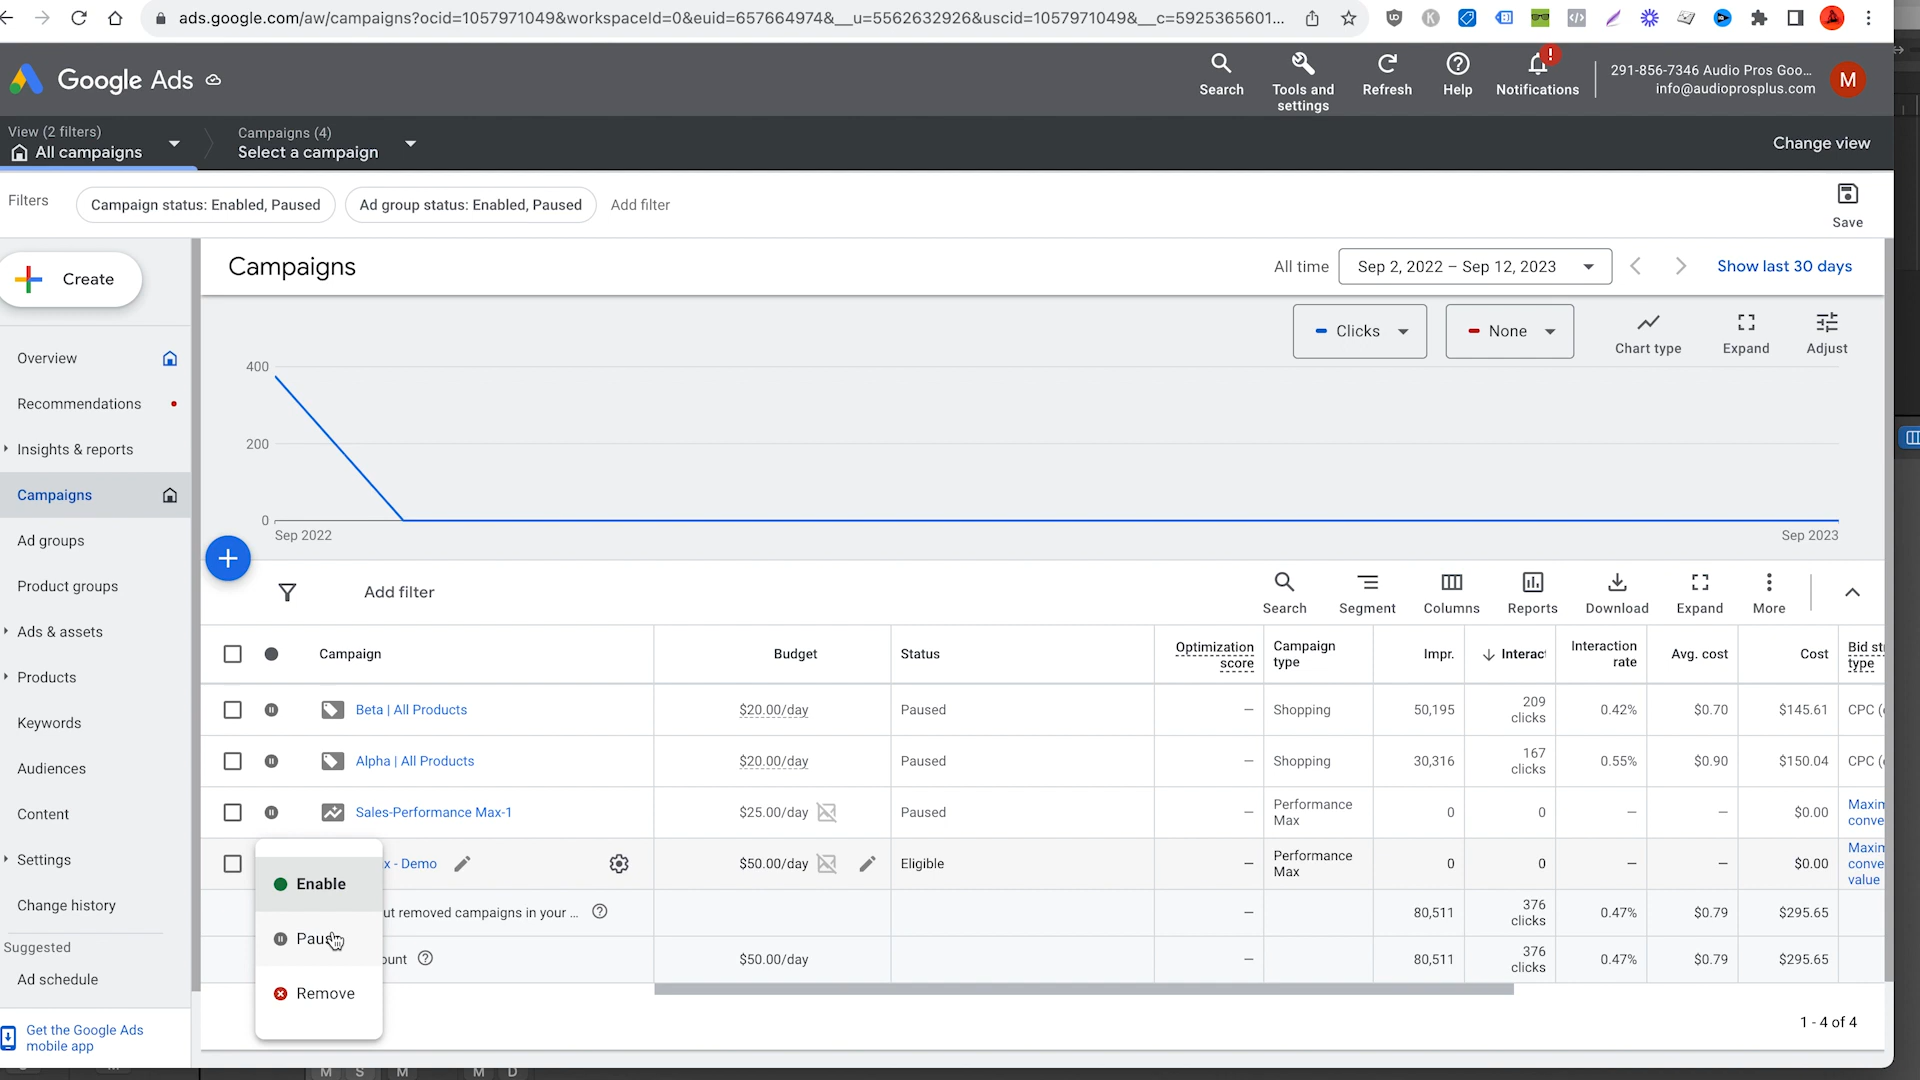 ads.google.com/aw/campaigns?ocid=1057971049&workspaceId=0&euid=657664974&__u=5562632926&uscid=1057971049&__c=5925365601...
Google Ads
Search
Tools and settings
Refresh
Help
Notifications
291-856-7346 Audio Pros Goo...
info@audioprosplus.com
M
View (2 filters)
All campaigns
Campaigns (4)
Select a campaign
Change view
Filters
Campaign status: Enabled, Paused
Ad group status: Enabled, Paused
Add filter
Save
Create
Campaigns
All time
Sep 2, 2022 – Sep 12, 2023
Show last 30 days
Clicks
None
Chart type
Expand
Adjust
400
200
0
Sep 2022
Sep 2023
Overview
Recommendations
Insights & reports
Campaigns
Ad groups
Product groups
Ads & assets
Products
Keywords
Audiences
Content
Settings
Change history
Suggested
Ad schedule
Get the Google Ads
mobile app
Add filter
Search
Segment
Columns
Reports
Download
Expand
More
Campaign
Budget
Status
Optimization score
Campaign type
Impr.
Interact
Interaction rate
Avg. cost
Cost
Bid st
type
Beta | All Products
$20.00/day
Paused
–
Shopping
50,195
209 clicks
0.42%
$0.70
$145.61
CPC (
Alpha | All Products
$20.00/day
Paused
–
Shopping
30,316
167 clicks
0.55%
$0.90
$150.04
CPC (
Sales-Performance Max-1
$25.00/day
Paused
–
Performance Max
0
0
–
–
$0.00
Maxim
conve
x - Demo
$50.00/day
Eligible
–
Performance Max
0
0
–
–
$0.00
Maxim
conve
value
ut removed campaigns in your ...
–
80,511
376 clicks
0.47%
$0.79
$295.65
ount
$50.00/day
–
80,511
376 clicks
0.47%
$0.79
$295.65
Enable
Paus
Remove
1 - 4 of 4
M
S
M
M
D